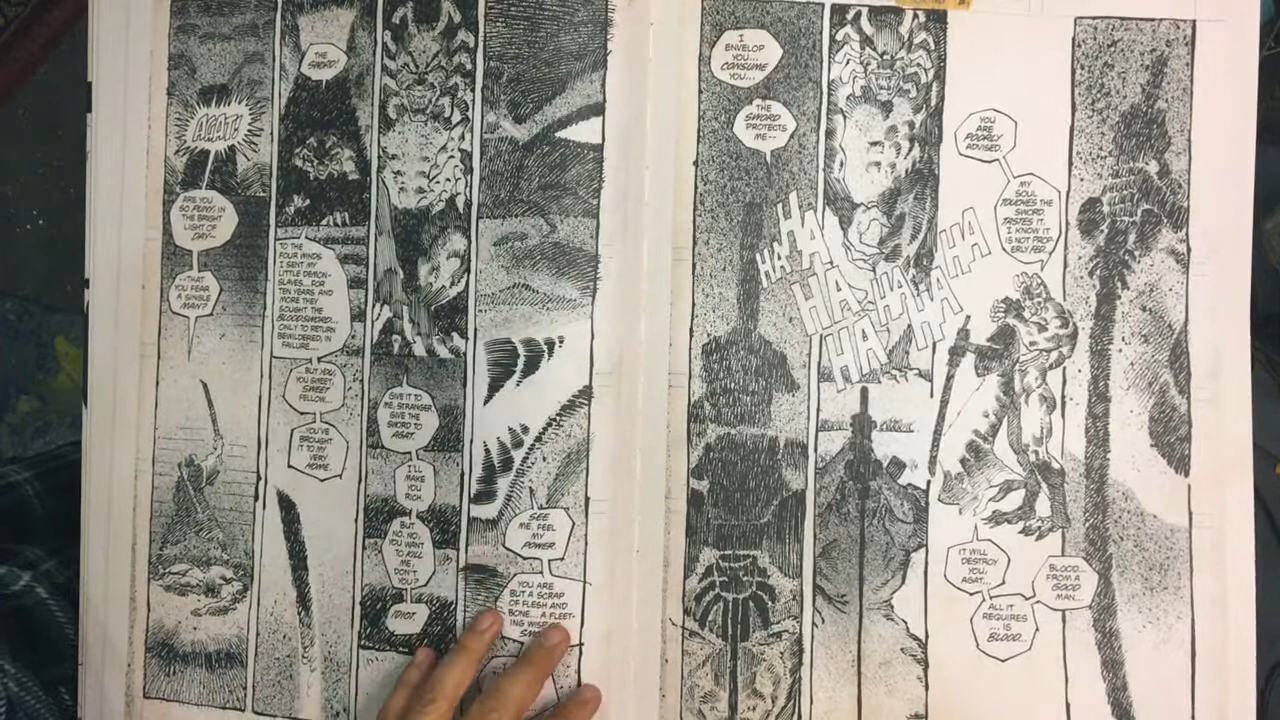 AGAT!
ARE YOU
SO PUNY, IN
THE BRIGHT
LIGHT OF
DAY--
--THAT
YOU FEAR
A SINGLE
MAN?
THE
SWORD!
TO THE
FOUR WINDS
I SENT MY
LITTLE DEMON-
SLAVES... FOR
TEN YEARS AND
MORE THEY
SOUGHT THE
BLOODSWORD...
ONLY TO RETURN
BEWILDERED, IN
FAILURE...
...BUT YOU,
YOU SWEET,
SWEET
FELLOW...
YOU'VE
BROUGHT
IT TO MY
VERY
HOME.
GIVE IT TO
ME, STRANGER.
GIVE THE
SWORD TO
AGAT.
I'LL
MAKE
YOU
RICH.
BUT
NO. NO,
YOU WANT
TO KILL
ME,
DON'T
YOU?
IDIOT.
SEE
ME, FEEL
MY
POWER.
YOU ARE
BUT A SCRAP
OF FLESH AND
BONE... A FLEET-
ING WISP
I
ENVELOP
YOU...
CONSUME
YOU...
THE
SWORD
PROTECTS
ME--
HA HA HA
HA HA HA HA
HA HA
YOU
ARE
POORLY
ADVISED.
MY
SOUL
TOUCHES THE
SWORD.
TASTES IT.
I KNOW IT
IS NOT PROP-
ERLY FED.
IT WILL
DESTROY
YOU,
AGAT...
ALL IT
REQUIRES
... IS
BLOOD...
BLOOD...
FROM A
GOOD
MAN...